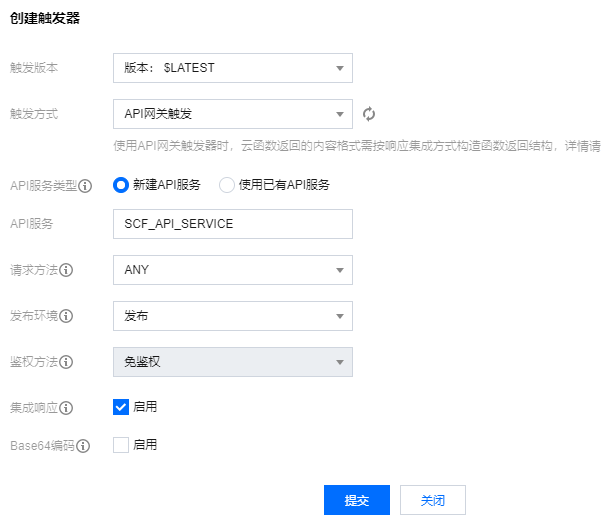 创建触发器
触发版本 版本： $LATEST
触发方式 API网关触发
使用API网关触发器时，云函数返回的内容格式需按响应集成方式构造函数返回结构，详情请
API服务类型 新建API服务 使用已有API服务
API服务 SCF_API_SERVICE
请求方法 ANY
发布环境 发布
鉴权方法 免鉴权
集成响应 启用
Base64编码 启用
提交 关闭